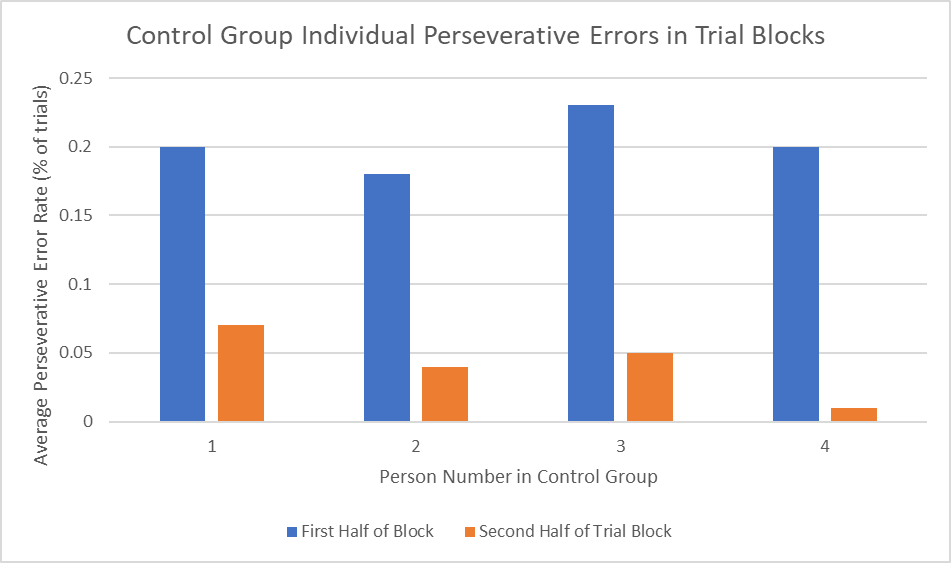 Control Group Individual Perseverative Errors in Trial Blocks
Average Perseverative Error Rate (% of trials)
0.25
0.2
0.15
0.1
0.05
0
1 2 3 4
Person Number in Control Group
First Half of Block Second Half of Trial Block